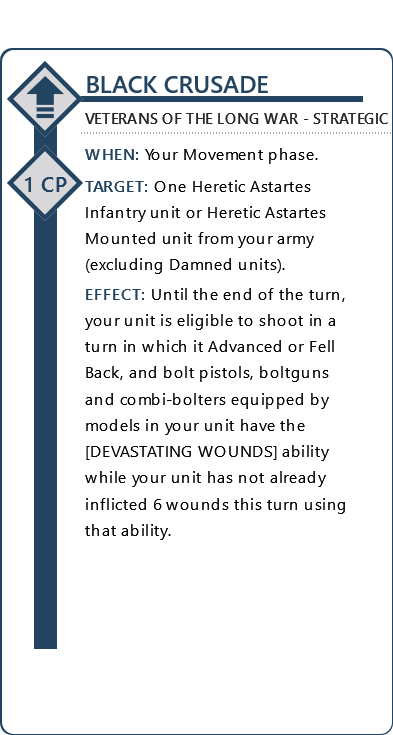 BLACK CRUSADE
VETERANS OF THE LONG WAR - STRATEGIC
1 CP
WHEN: Your Movement phase.
TARGET: One Heretic Astartes
Infantry unit or Heretic Astartes
Mounted unit from your army
(excluding Damned units).
EFFECT: Until the end of the turn,
your unit is eligible to shoot in a
turn in which it Advanced or Fell
Back, and bolt pistols, boltguns
and combi-bolters equipped by
models in your unit have the
[DEVASTATING WOUNDS] ability
while your unit has not already
inflicted 6 wounds this turn using
that ability.